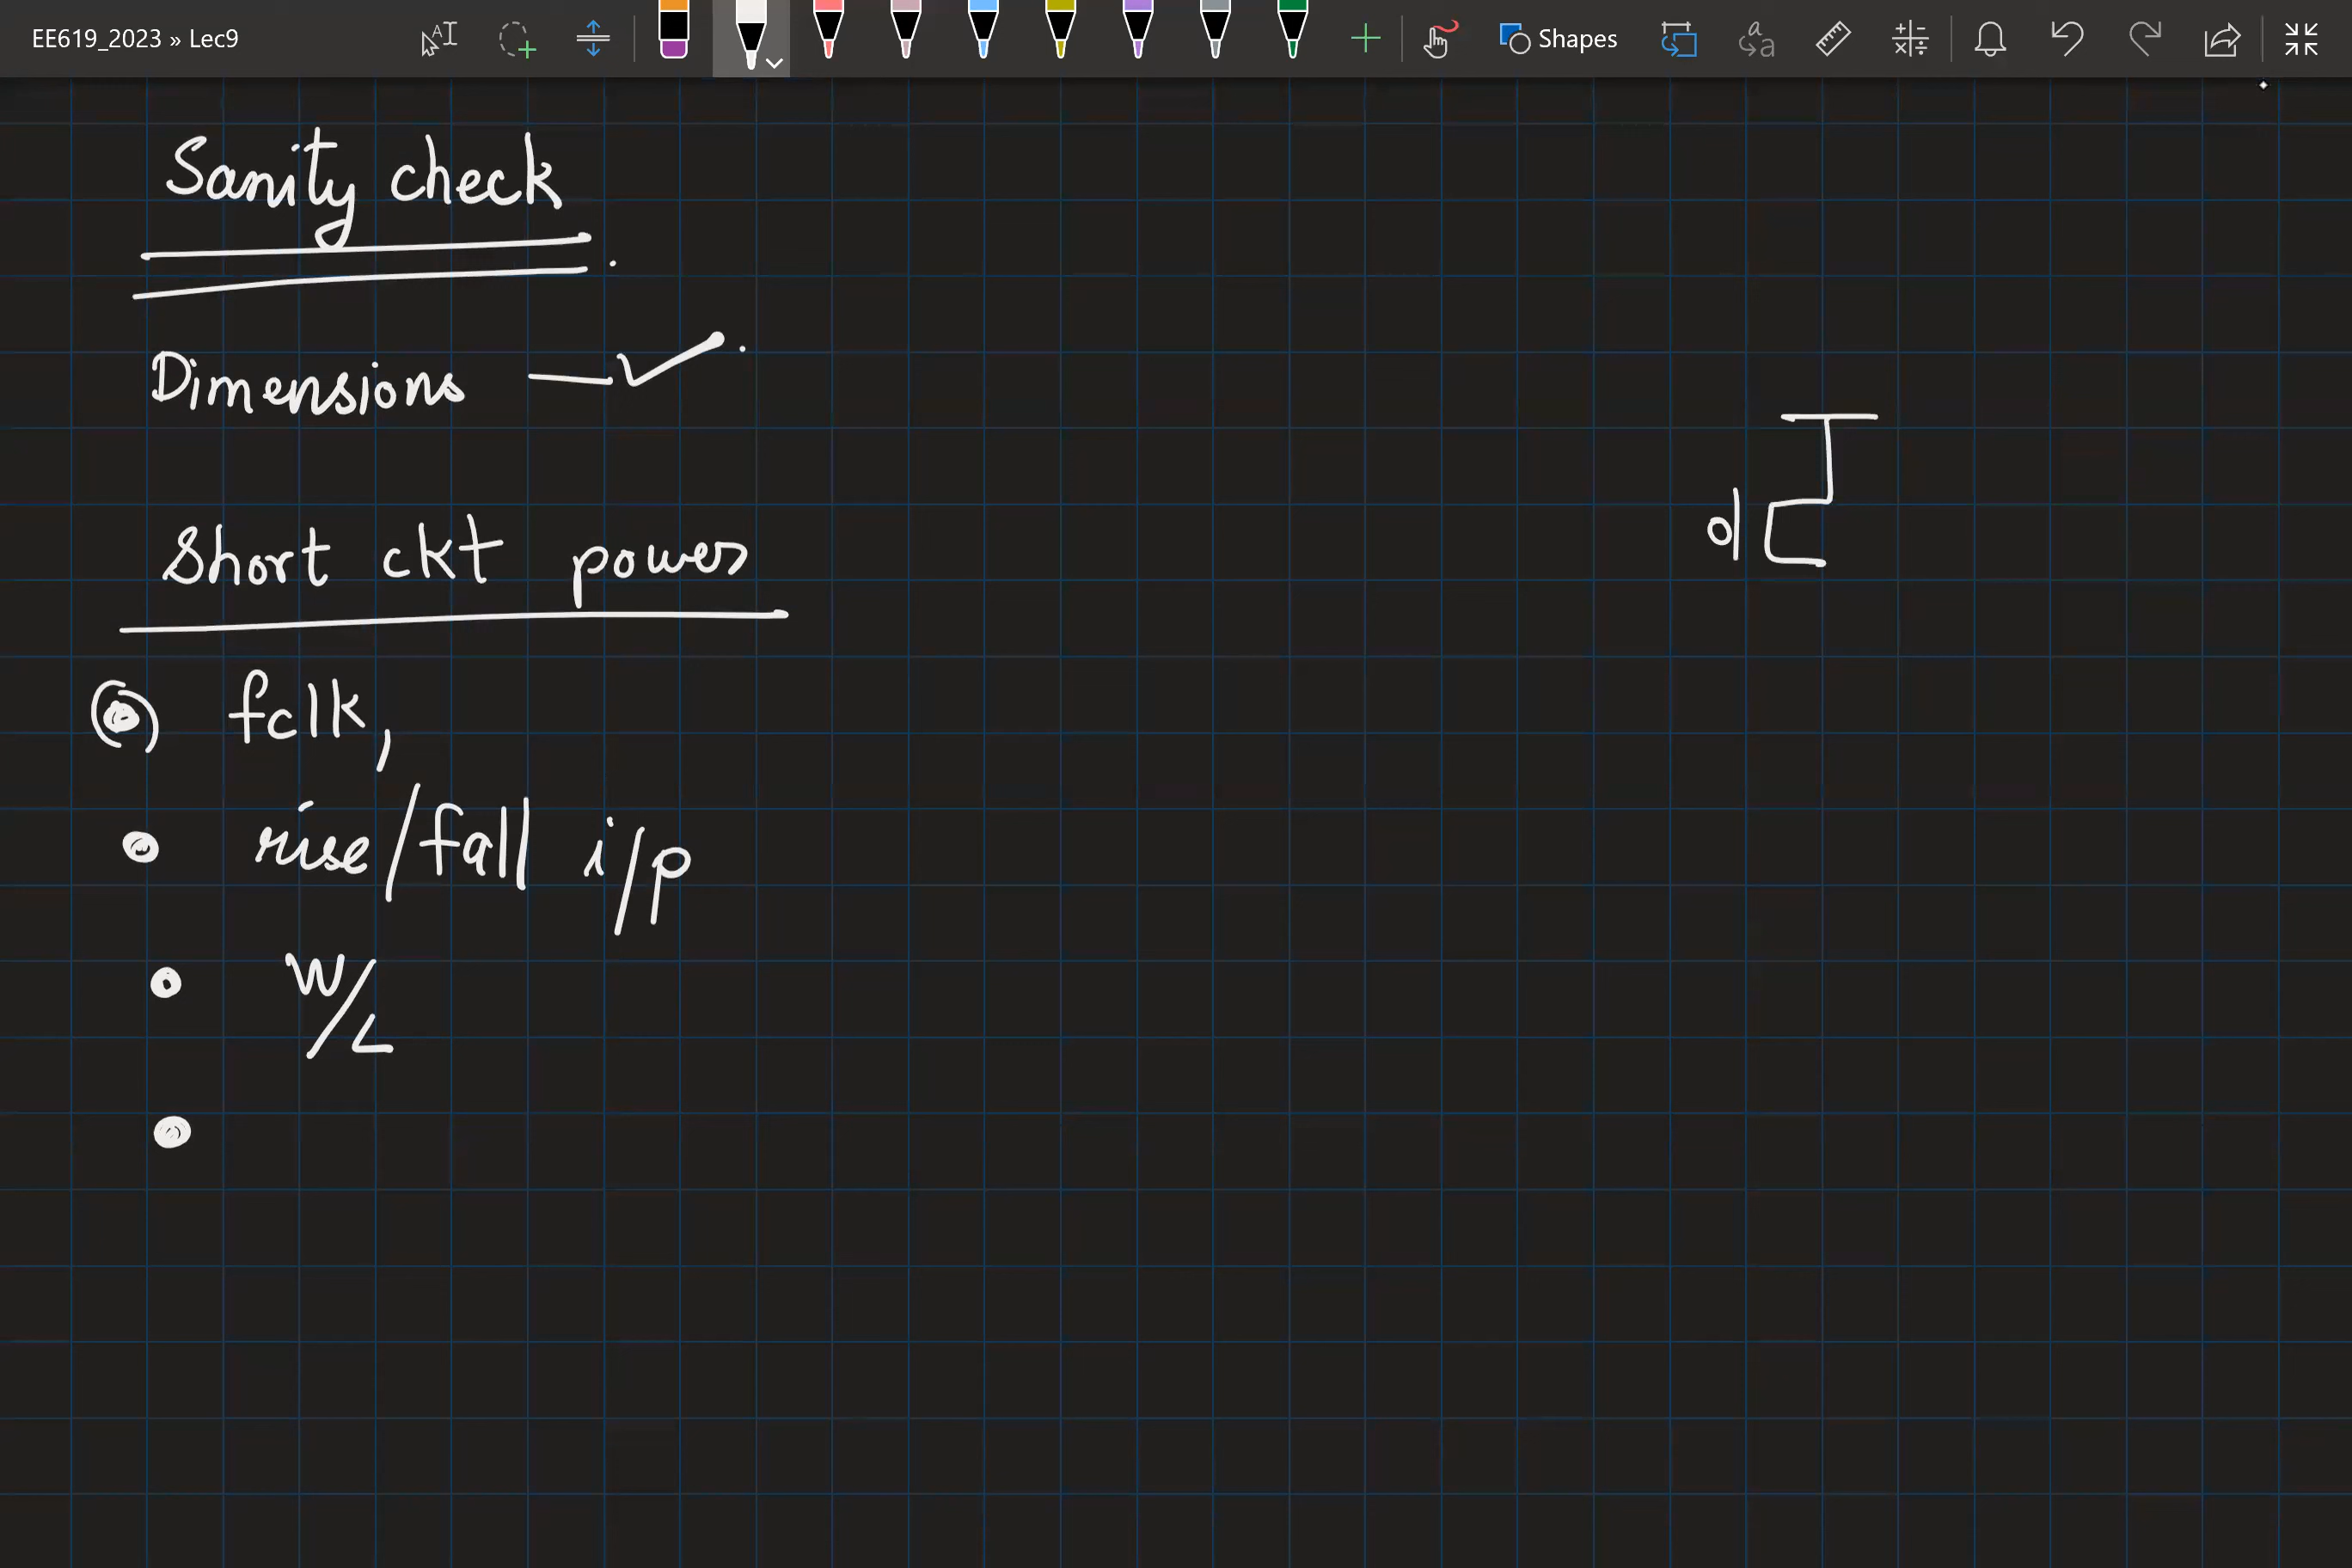 EE619_2023 » Lec9
Shapes
Sanity check
Dimensions — ✓.
Short ckt power
fclk,
rise/fall i/p
W/L